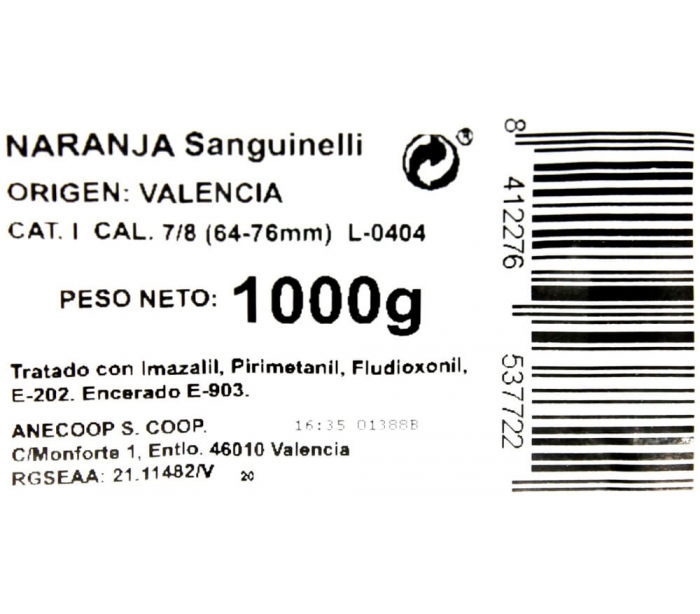 NARANJA Sanguinelli
®
ORIGEN: VALENCIA
CAT. I CAL. 7/8 (64-76mm) L-0404
PESO NETO: 1000g
Tratado con Imazalil, Pirimetanil, Fludioxonil,
E-202. Encerado E-903.
ANECOOP S. COOP. 16:35 01388B
C/Monforte 1, Entlo. 46010 Valencia
RGSEAA: 21.11482/V 20
8 412276 537722